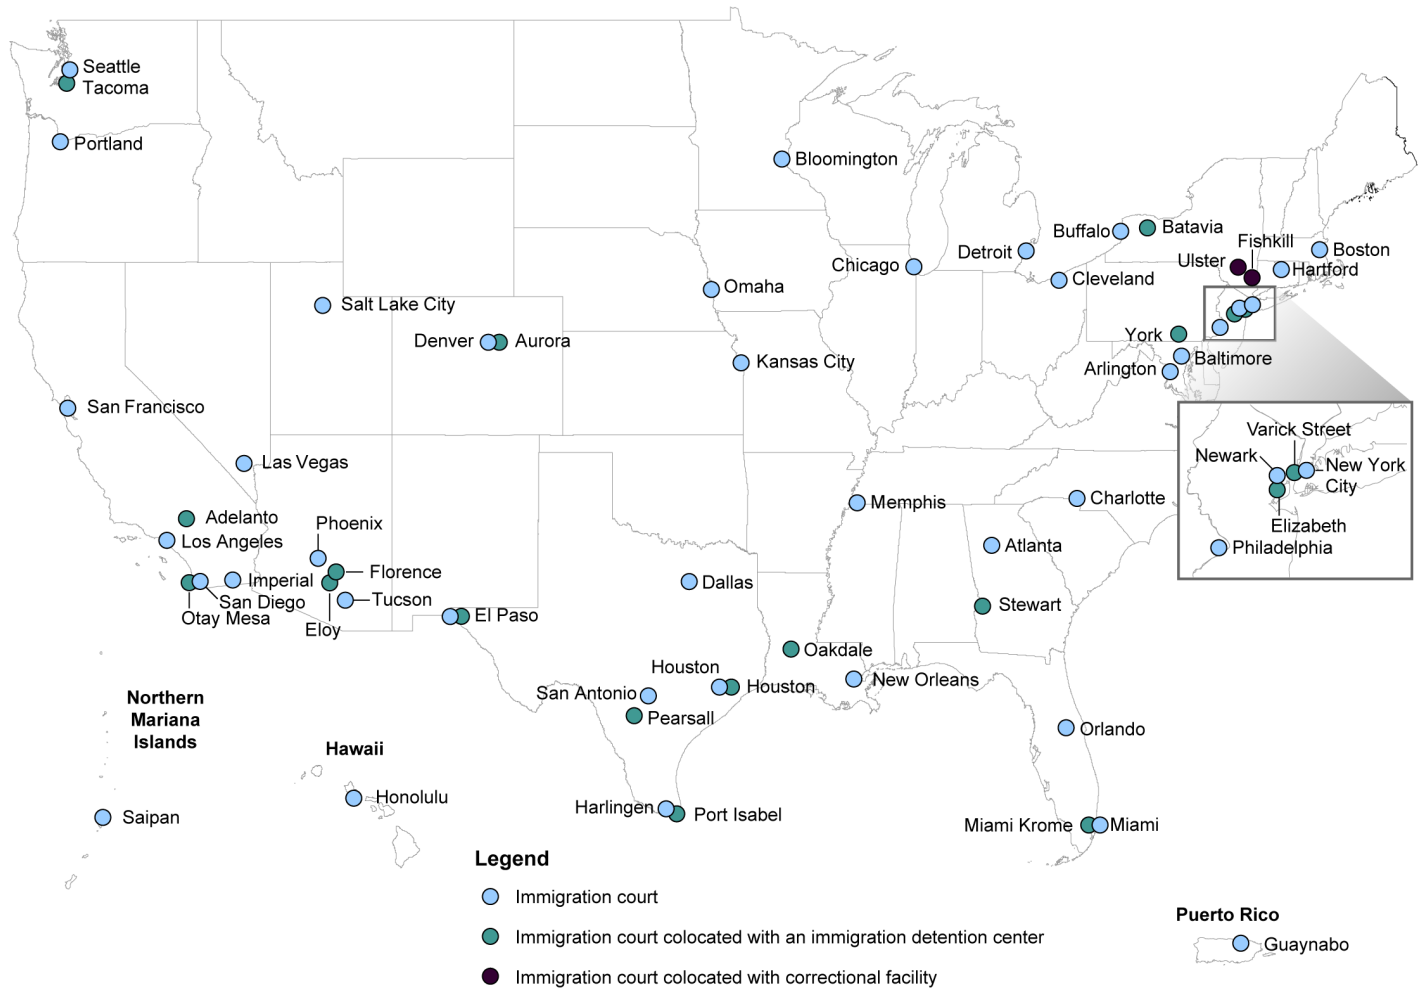 Seattle
Tacoma
Portland
Bloomington
Buffalo
Batavia
Fishkill
Boston
Detroit
Ulster
Hartford
Chicago
Cleveland
Omaha
Salt Lake City
Denver
Aurora
York
Baltimore
Kansas City
Arlington
San Francisco
Varick Street
Newark
New York
City
Las Vegas
Memphis
Charlotte
Adelanto
Phoenix
Elizabeth
Los Angeles
Atlanta
Philadelphia
Florence
Imperial
Dallas
San Diego
Tucson
Otay Mesa
Eloy
El Paso
Stewart
Oakdale
Houston
Houston
New Orleans
San Antonio
Pearsall
Northern
Mariana
Islands
Orlando
Hawaii
Honolulu
Saipan
Harlingen
Port Isabel
Miami Krome
Miami
Legend
Immigration court
Immigration court colocated with an immigration detention center
Immigration court colocated with correctional facility
Puerto Rico
Guaynabo